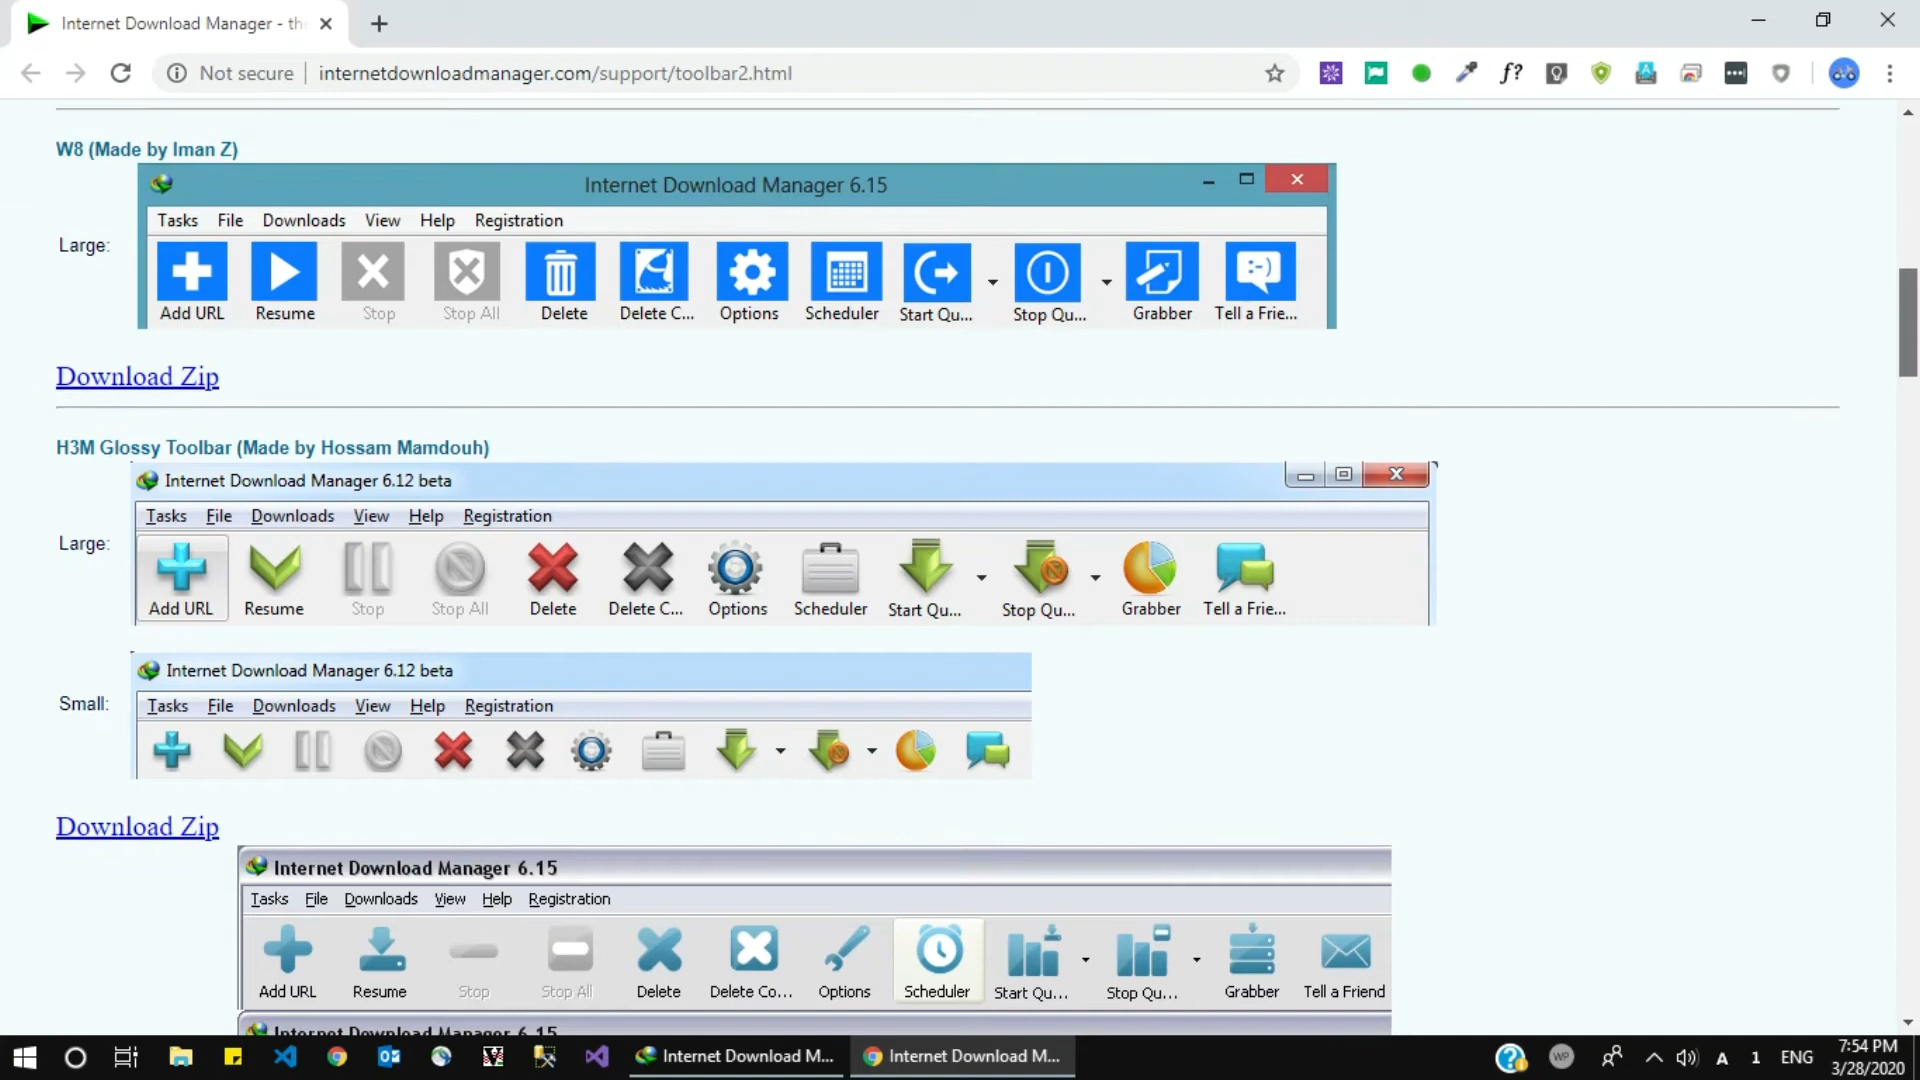 Internet Download Manager - th
Not secure
internetdownloadmanager.com/support/toolbar2.html
f?
W8 (Made by Iman Z)
Internet Download Manager 6.15
Tasks File Downloads View Help Registration
Large:
Add URL Resume Stop Stop All Delete Delete C... Options Scheduler Start Qu... Stop Qu... Grabber Tell a Frie...
Download Zip
H3M Glossy Toolbar (Made by Hossam Mamdouh)
Internet Download Manager 6.12 beta
Tasks File Downloads View Help Registration
Large:
Add URL Resume Stop Stop All Delete Delete C... Options Scheduler Start Qu... Stop Qu... Grabber Tell a Frie...
Internet Download Manager 6.12 beta
Small:
Tasks File Downloads View Help Registration
Download Zip
Internet Download Manager 6.15
Tasks File Downloads View Help Registration
Add URL Resume Stop Stop All Delete Delete Co... Options Scheduler Start Qu... Stop Qu... Grabber Tell a Friend
Internet Download Manager 6.15
Internet Download M... Internet Download M... WP A 1 ENG
7:54 PM
3/28/2020